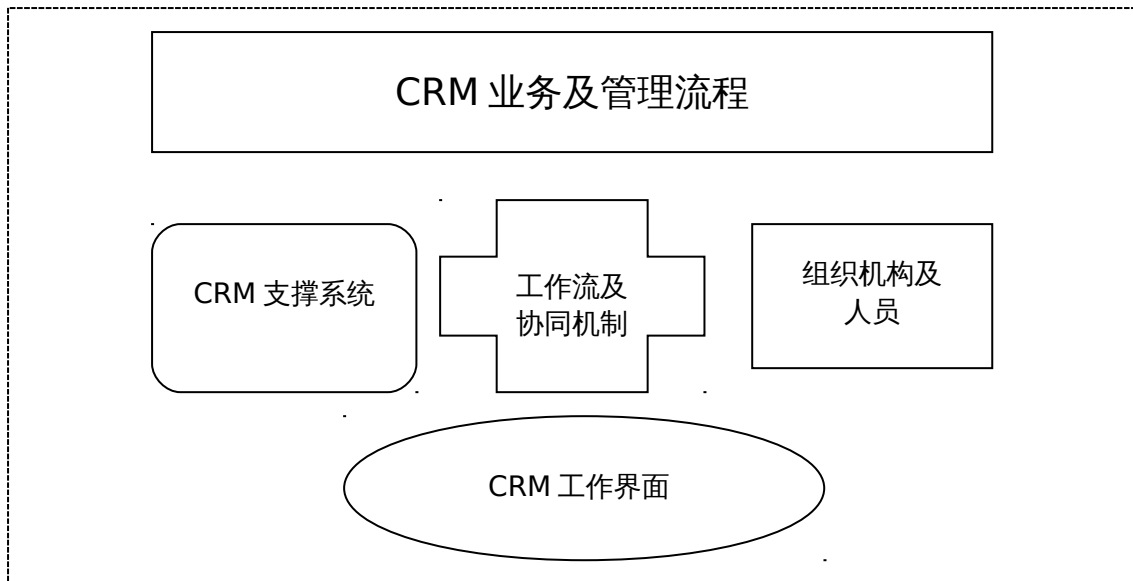 CRM 业务及管理流程
CRM 支撑系统
工作流及
协同机制
组织机构及
人员
CRM 工作界面